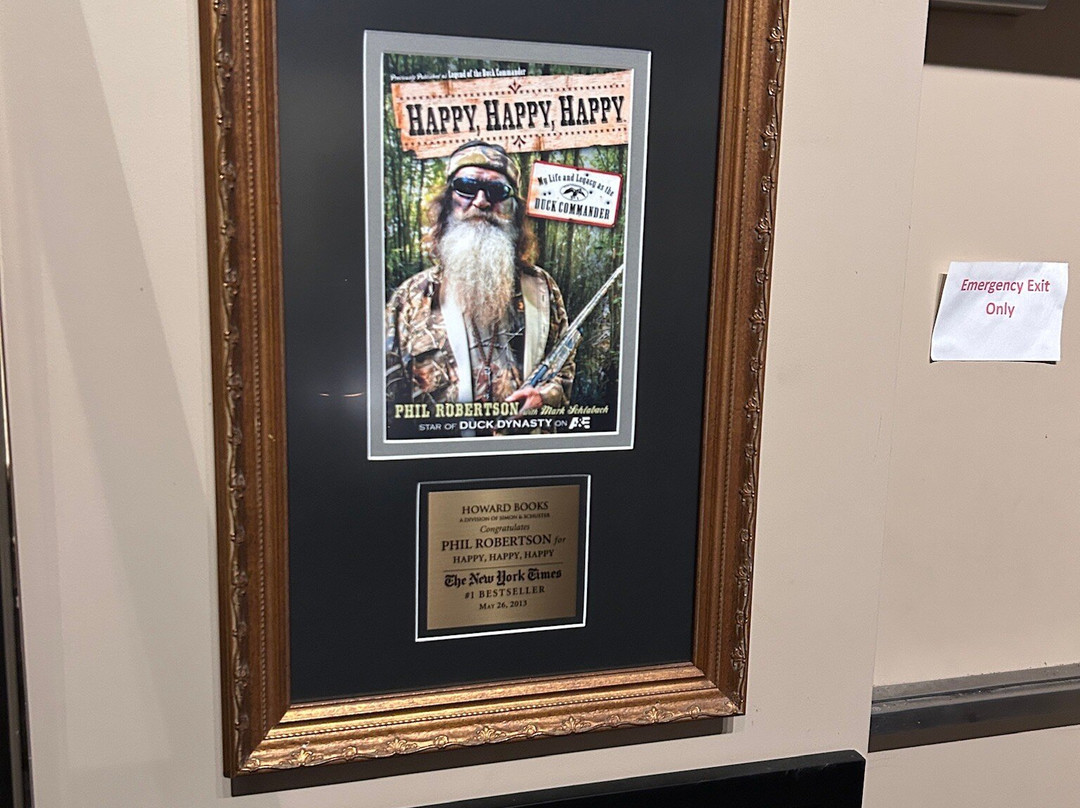 Previously Published as Legend of the Duck Commander
HAPPY, HAPPY, HAPPY
My Life and Legacy as the
DUCK COMMANDER
PHIL ROBERTSON with Mark Schlabach
STAR OF DUCK DYNASTY ON A&E
HOWARD BOOKS
A DIVISION OF SIMON & SCHUSTER
Congratulates
PHIL ROBERTSON for
HAPPY, HAPPY, HAPPY
The New York Times
#1 BESTSELLER
MAY 26, 2013
Emergency Exit
Only